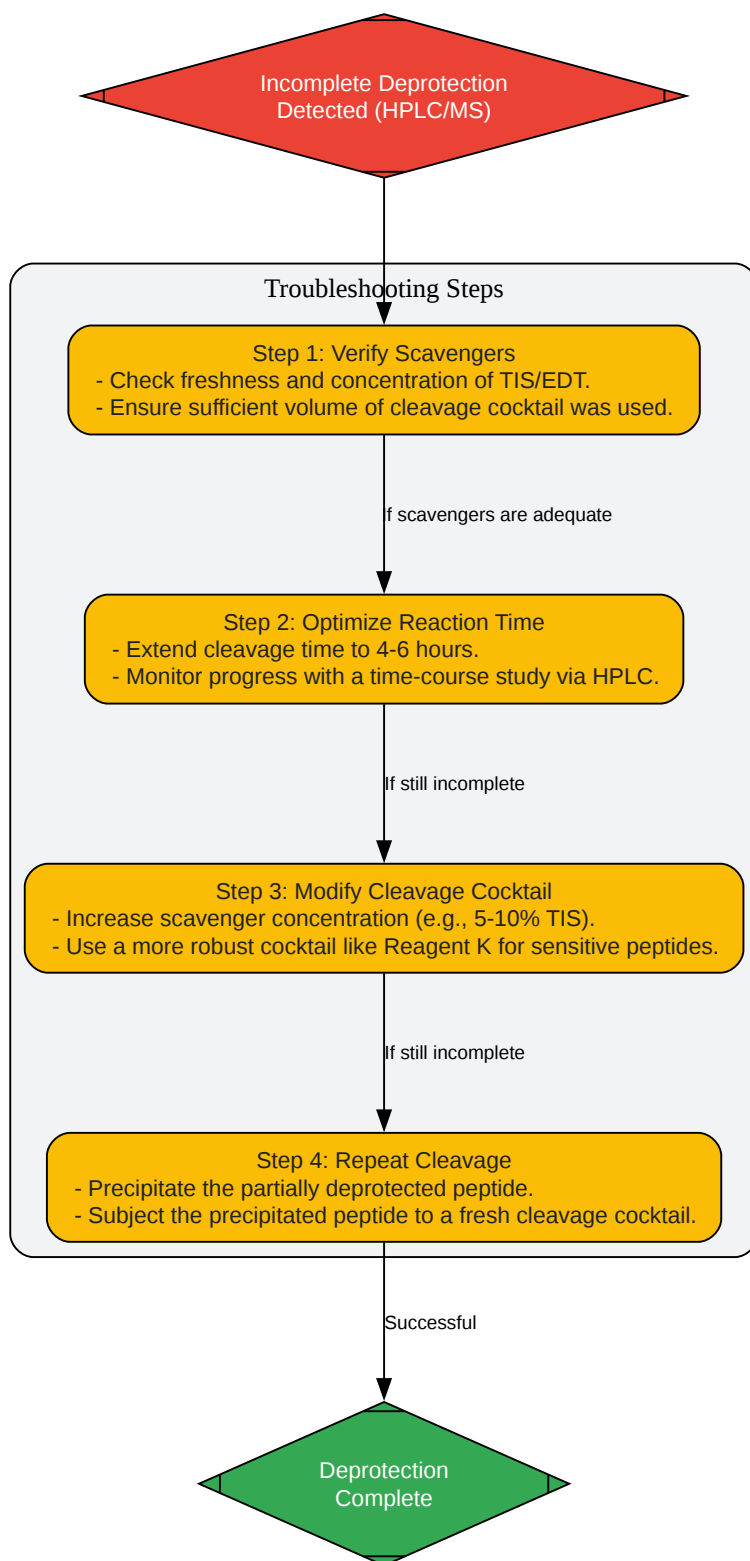 Incomplete Deprotection
Detected (HPLC/MS)
Troubleshooting Steps
Step 1: Verify Scavengers
- Check freshness and concentration of TIS/EDT.
- Ensure sufficient volume of cleavage cocktail was used.
If scavengers are adequate
Step 2: Optimize Reaction Time
- Extend cleavage time to 4-6 hours.
- Monitor progress with a time-course study via HPLC.
If still incomplete
Step 3: Modify Cleavage Cocktail
- Increase scavenger concentration (e.g., 5-10% TIS).
- Use a more robust cocktail like Reagent K for sensitive peptides.
If still incomplete
Step 4: Repeat Cleavage
- Precipitate the partially deprotected peptide.
- Subject the precipitated peptide to a fresh cleavage cocktail.
Successful
Deprotection
Complete